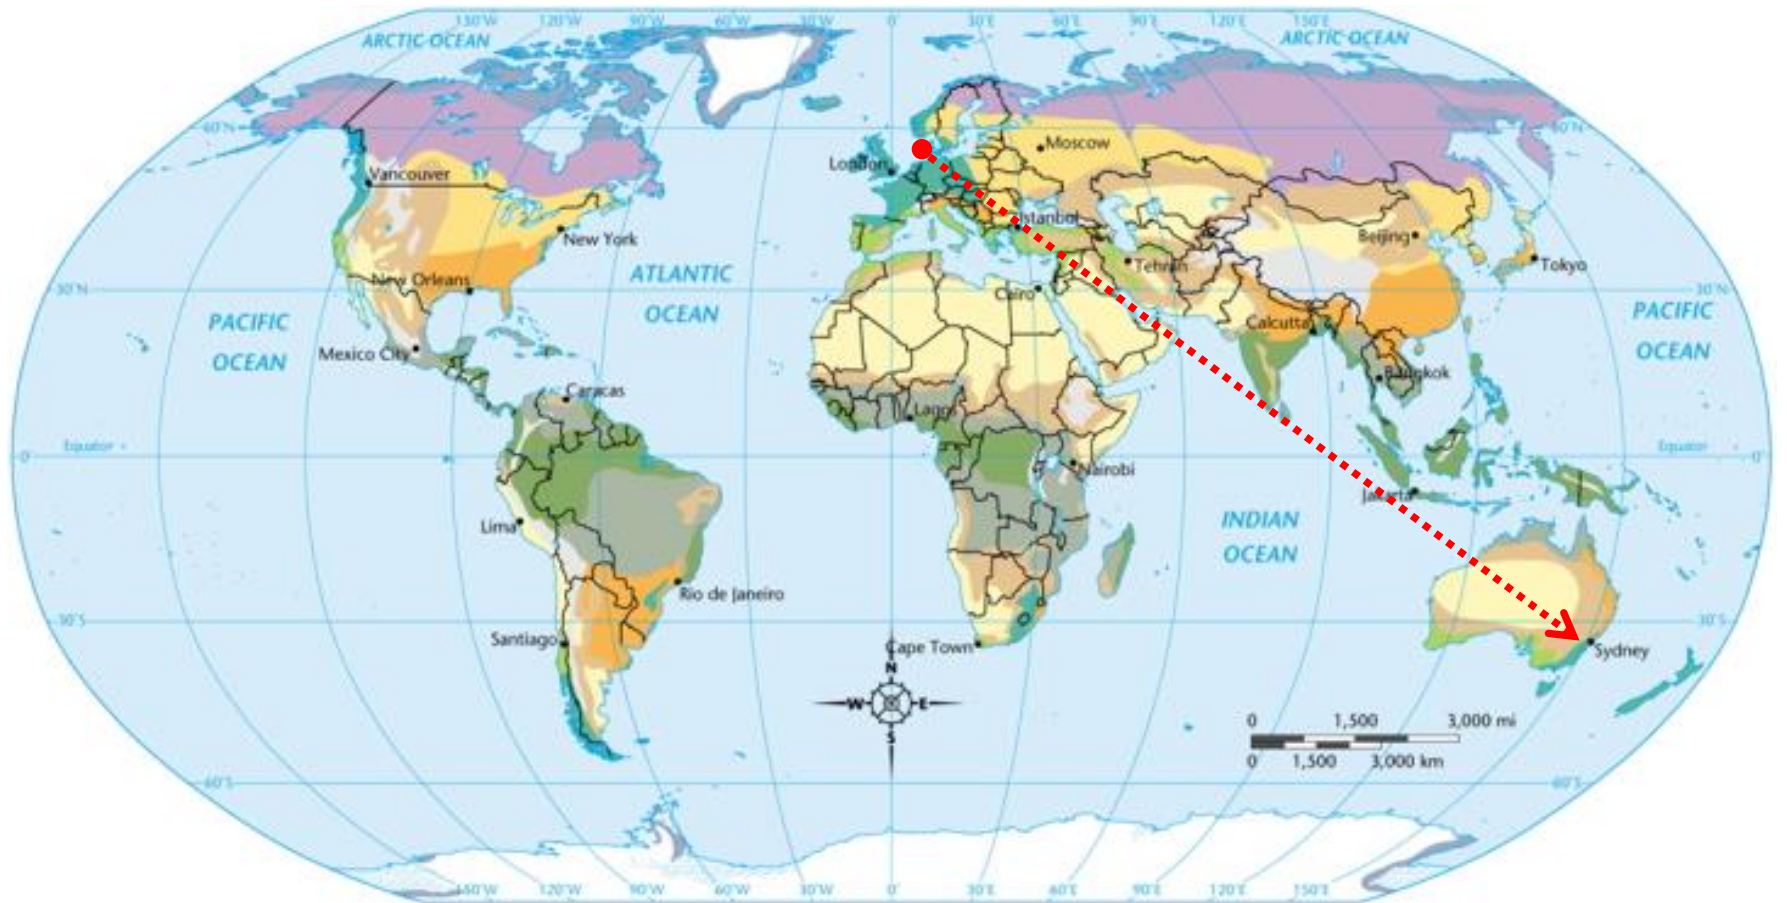 150°W 120°W 90°W 60°W 30°W 0° 30°E 60°E 90°E 120°E 150°E
ARCTIC OCEAN
ARCTIC OCEAN
60°N
60°N
Moscow
London
Vancouver
Istanbul
New York
Beijing
Tehran
Tokyo
ATLANTIC
OCEAN
New Orleans
30°N
30°N
Cairo
PACIFIC
OCEAN
PACIFIC
OCEAN
Calcutta
Mexico City
Bangkok
Caracas
Lagos
Equator
Equator
0°
0°
Nairobi
Jakarta
Lima
INDIAN
OCEAN
Rio de Janeiro
30°S
30°S
Santiago
Cape Town
Sydney
N
W
E
S
0 1,500 3,000 mi
0 1,500 3,000 km
60°S
60°S
150°W 120°W 90°W 60°W 30°W 0° 30°E 60°E 90°E 120°E 150°E